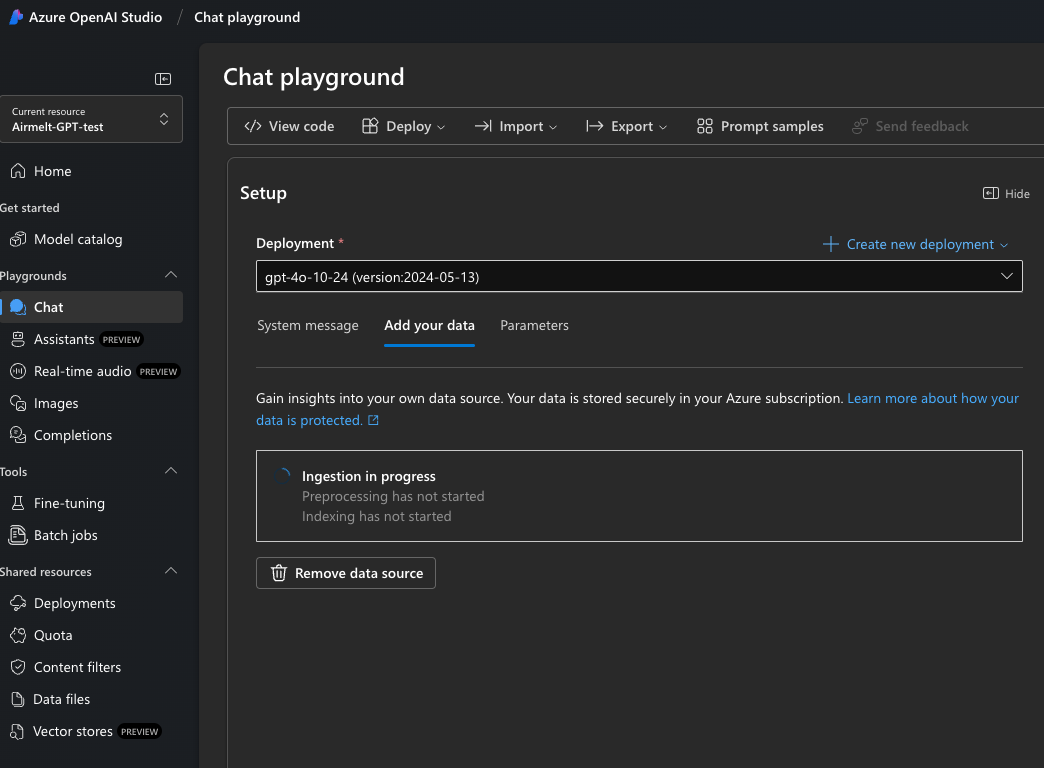 Azure OpenAI Studio / Chat playground
Current resource
Airmelt-GPT-test
Home
Get started
Model catalog
Playgrounds
Chat
Assistants PREVIEW
Real-time audio PREVIEW
Images
Completions
Tools
Fine-tuning
Batch jobs
Shared resources
Deployments
Quota
Content filters
Data files
Vector stores PREVIEW
Chat playground
View code Deploy Import Export Prompt samples Send feedback
Setup
Hide
Deployment *
Create new deployment
gpt-4o-10-24 (version:2024-05-13)
System message Add your data Parameters
Gain insights into your own data source. Your data is stored securely in your Azure subscription. Learn more about how your
data is protected.
Ingestion in progress
Preprocessing has not started
Indexing has not started
Remove data source